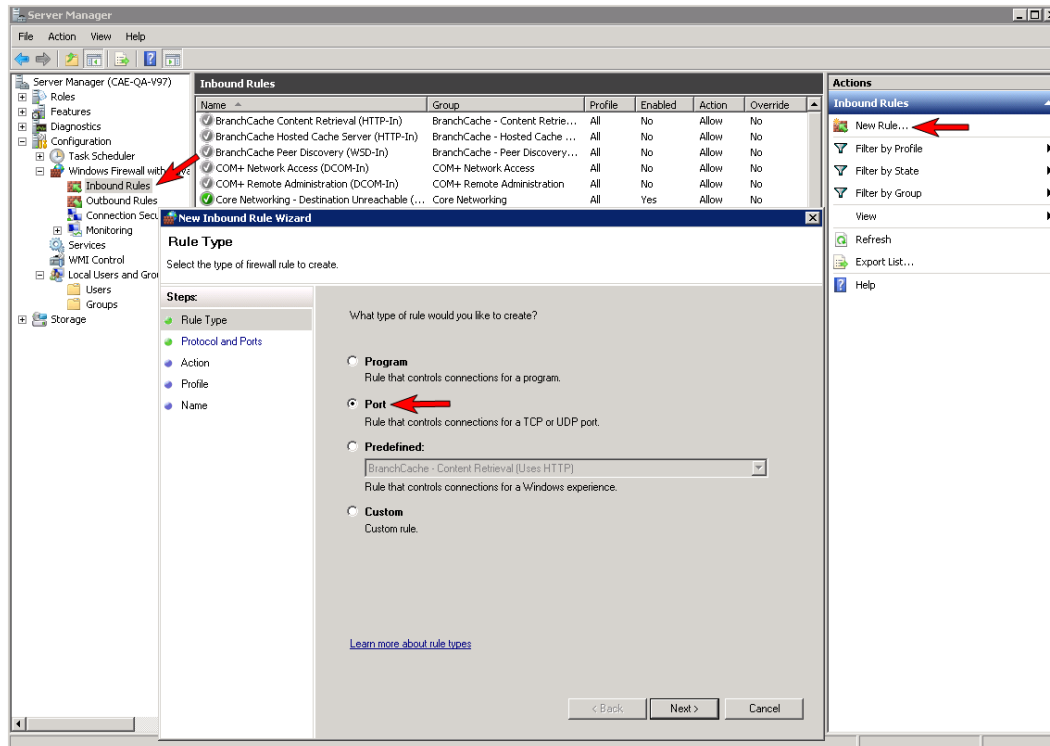 Server Manager
File Action View Help
Server Manager (CAE-QA-V97)
Roles
Features
Diagnostics
Configuration
Task Scheduler
Windows Firewall with
Inbound Rules
Outbound Rules
Connection Secu
Monitoring
Services
WMI Control
Local Users and Grou
Users
Groups
Storage
Inbound Rules
Name Group Profile Enabled Action Override
BranchCache Content Retrieval (HTTP-In) BranchCache - Content Retrie... All No Allow No
BranchCache Hosted Cache Server (HTTP-In) BranchCache - Hosted Cache ... All No Allow No
BranchCache Peer Discovery (WSD-In) BranchCache - Peer Discovery... All No Allow No
COM+ Network Access (DCOM-In) COM+ Network Access All No Allow No
COM+ Remote Administration (DCOM-In) COM+ Remote Administration All No Allow No
Core Networking - Destination Unreachable (... Core Networking All Yes Allow No
New Inbound Rule Wizard
Rule Type
Select the type of firewall rule to create.
Steps:
Rule Type
Protocol and Ports
Action
Profile
Name
What type of rule would you like to create?
Program
Rule that controls connections for a program.
Port
Rule that controls connections for a TCP or UDP port.
Predefined:
BranchCache - Content Retrieval (Uses HTTP)
Rule that controls connections for a Windows experience.
Custom
Custom rule.
Learn more about rule types
< Back Next > Cancel
Actions
Inbound Rules
New Rule...
Filter by Profile
Filter by State
Filter by Group
View
Refresh
Export List...
Help